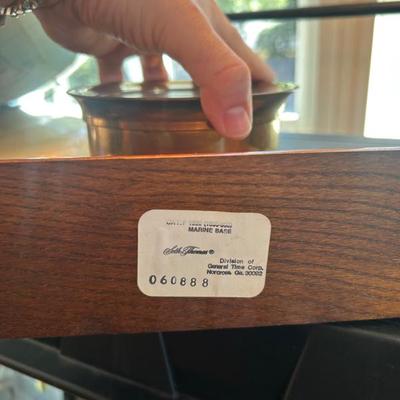 MARINE BASE
Seth Thomas®
Division of
General Time Corp.
Norcross, Ga. 30092
060888